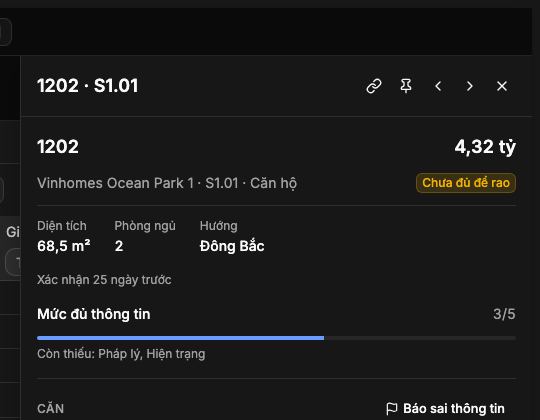 1202 · S1.01
1202
4,32 tỷ
Vinhomes Ocean Park 1 · S1.01 · Căn hộ
Chưa đủ để rao
Diện tích Phòng ngủ Hướng
68,5 m² 2 Đông Bắc
Xác nhận 25 ngày trước
Mức đủ thông tin
3/5
Còn thiếu: Pháp lý, Hiện trạng
CĂN
Báo sai thông tin